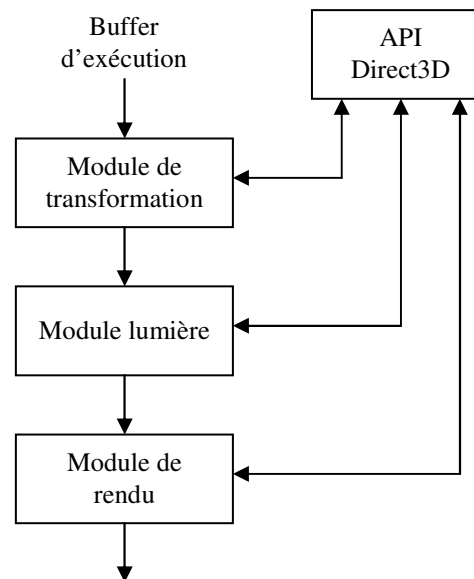 Buffer
d'exécution
API
Direct3D
Module de
transformation
Module lumière
Module de
rendu